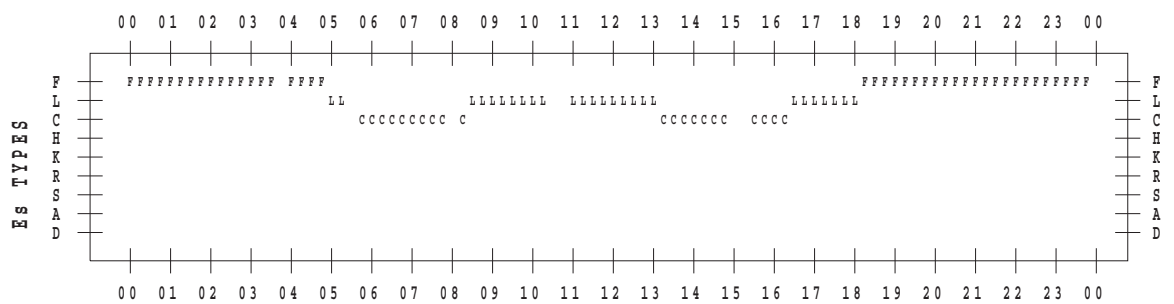 00 01 02 03 04 05 06 07 08 09 10 11 12 13 14 15 16 17 18 19 20 21 22 23 00
F FFFFFFFFFFFFFFF FFFF FFFFFFFFFFFFFFFFFFFFFFF F
L LL LLLLLLLL LLLLLLLLL LLLLLLL L
C CCCCCCCCC C CCCCCCC CCCC C
H H
K K
R R
S S
A A
D D
Es TYPES
00 01 02 03 04 05 06 07 08 09 10 11 12 13 14 15 16 17 18 19 20 21 22 23 00